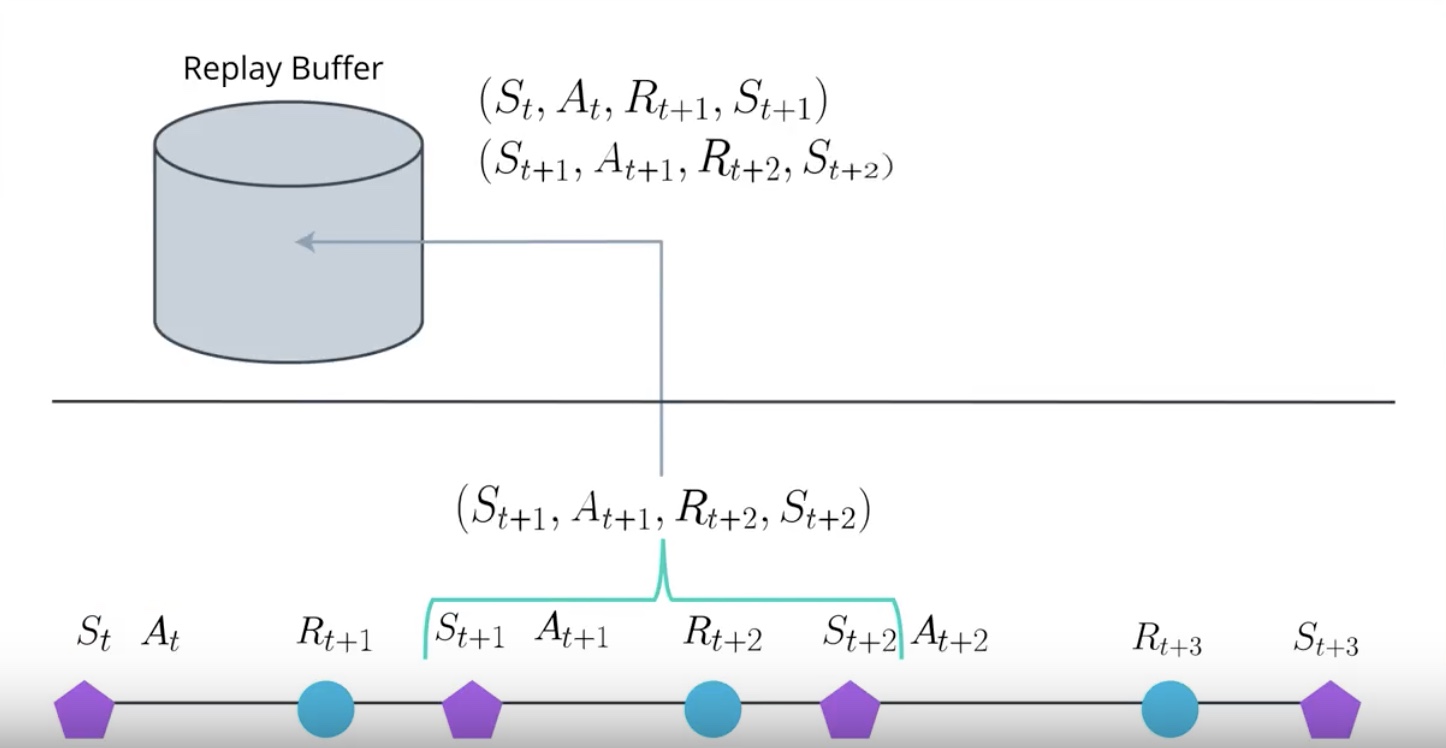 Replay Buffer
(S_t, A_t, R_{t+1}, S_{t+1})
(S_{t+1}, A_{t+1}, R_{t+2}, S_{t+2})
(S_{t+1}, A_{t+1}, R_{t+2}, S_{t+2})
S_t A_t R_{t+1} S_{t+1} A_{t+1} R_{t+2} S_{t+2} A_{t+2} R_{t+3} S_{t+3}